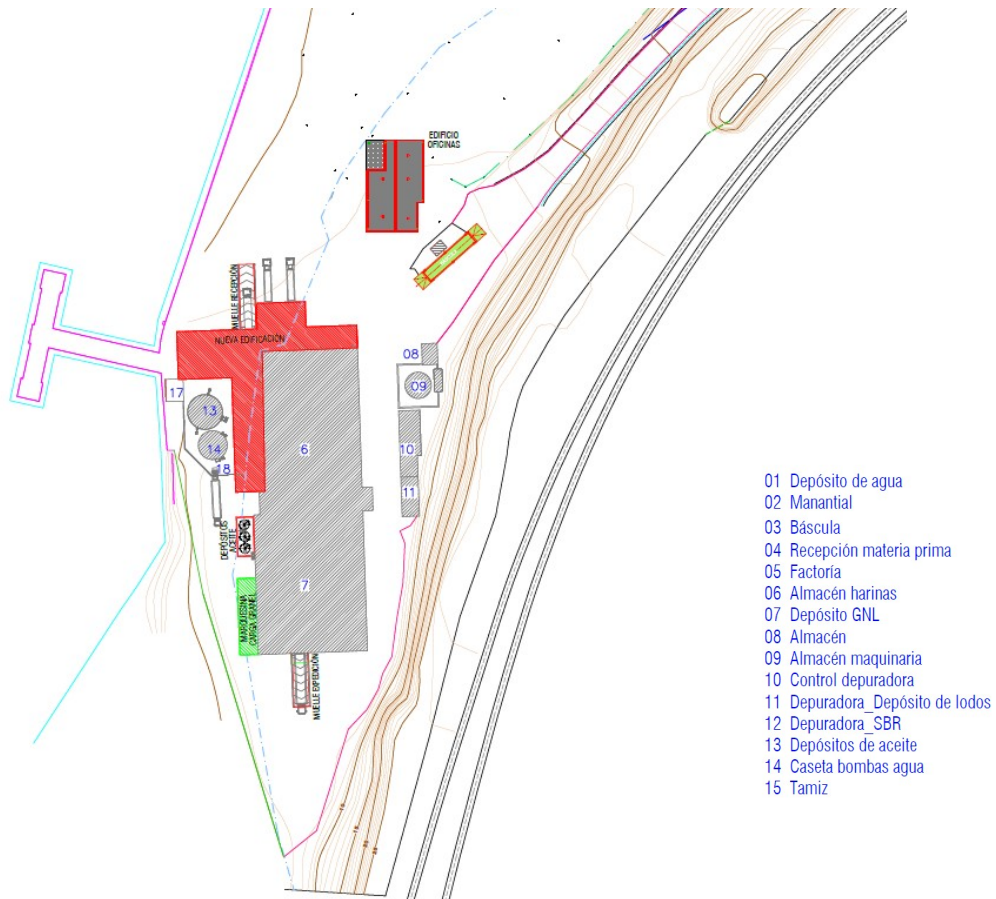 EDIFICIO
OFICINAS
MUELLE RECEPCIÓN
NUEVA EDIFICACIÓN
08
17
09
13
14
6
10
18
11
DEPÓSITOS
ACEITE
7
MARQUESINA
CARGA GRANEL
MUELLE EXPEDICIÓN
01 Depósito de agua
02 Manantial
03 Báscula
04 Recepción materia prima
05 Factoría
06 Almacén harinas
07 Depósito GNL
08 Almacén
09 Almacén maquinaria
10 Control depuradora
11 Depuradora_Depósito de lodos
12 Depuradora_SBR
13 Depósitos de aceite
14 Caseta bombas agua
15 Tamiz